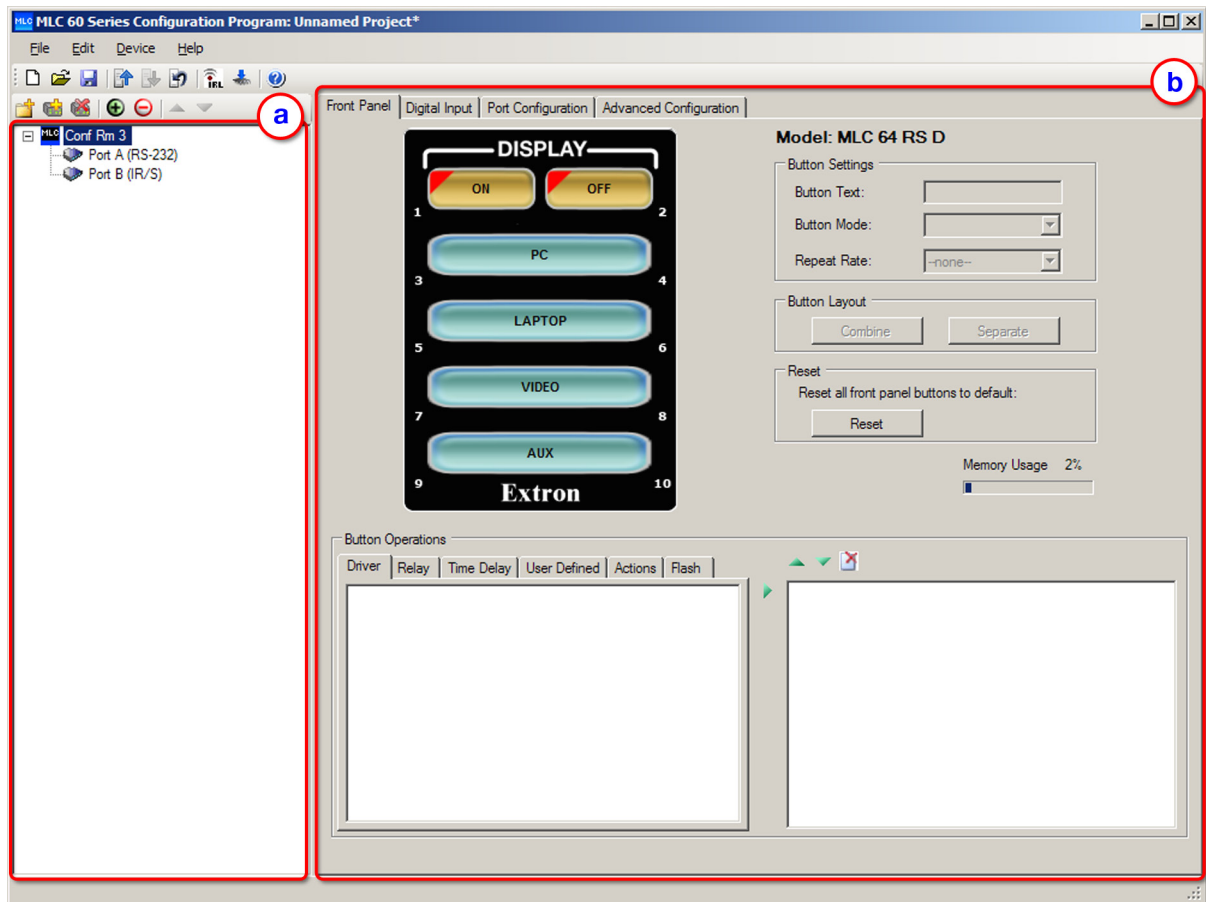 MLC MLC 60 Series Configuration Program: Unnamed Project*
File Edit Device Help
IRL
a
b
Front Panel Digital Input Port Configuration Advanced Configuration
MLC Conf Rm 3
Port A (RS-232)
Port B (IR/S)
DISPLAY
ON OFF
1 2
PC
3 4
LAPTOP
5 6
VIDEO
7 8
AUX
9 Extron 10
Model: MLC 64 RS D
Button Settings
Button Text:
Button Mode:
Repeat Rate: --none--
Button Layout
Combine Separate
Reset
Reset all front panel buttons to default:
Reset
Memory Usage 2%
Button Operations
Driver Relay Time Delay User Defined Actions Flash